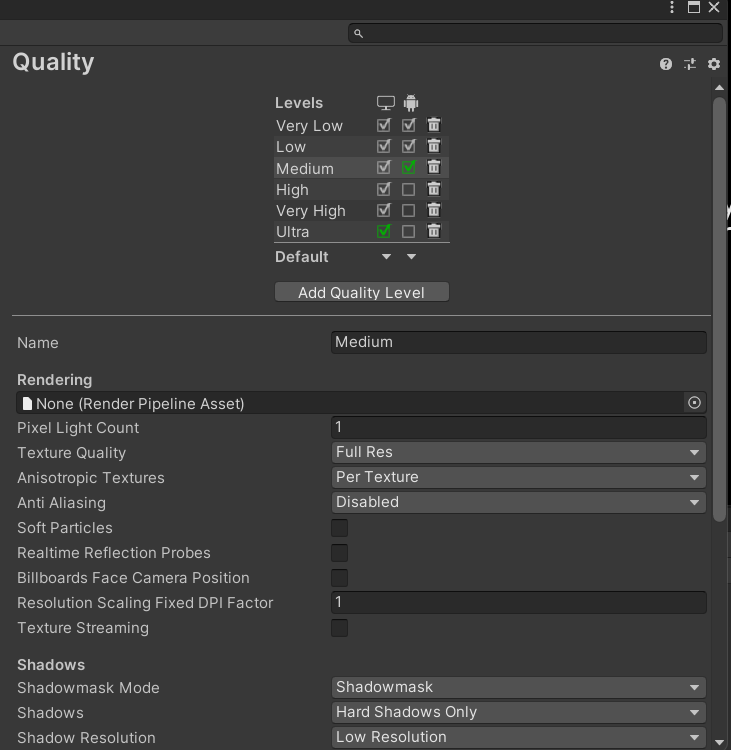 Quality
Levels
Very Low
Low
Medium
High
Very High
Ultra
Default
Add Quality Level
Name Medium
Rendering
None (Render Pipeline Asset)
Pixel Light Count 1
Texture Quality Full Res
Anisotropic Textures Per Texture
Anti Aliasing Disabled
Soft Particles
Realtime Reflection Probes
Billboards Face Camera Position
Resolution Scaling Fixed DPI Factor 1
Texture Streaming
Shadows
Shadowmask Mode Shadowmask
Shadows Hard Shadows Only
Shadow Resolution Low Resolution